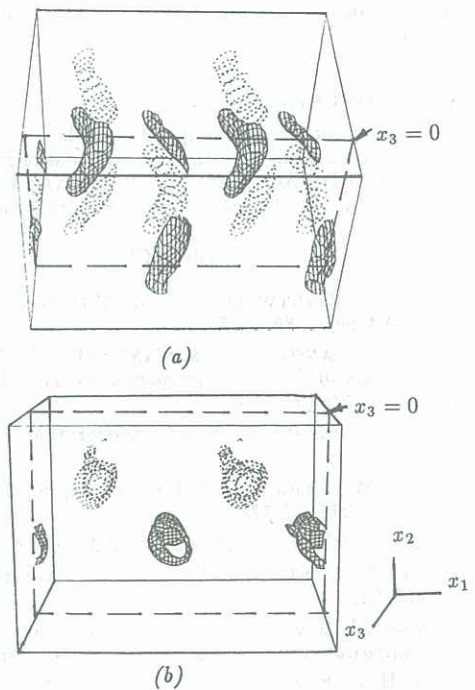 x₃ = 0
(a)
x₃ = 0
x₂
x₁
x₃
(b)